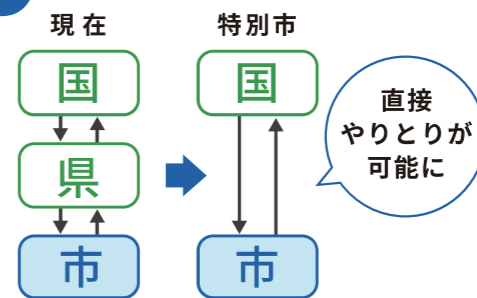 現在
国
県
市
特別市
国
市
直接
やりとりが
可能に